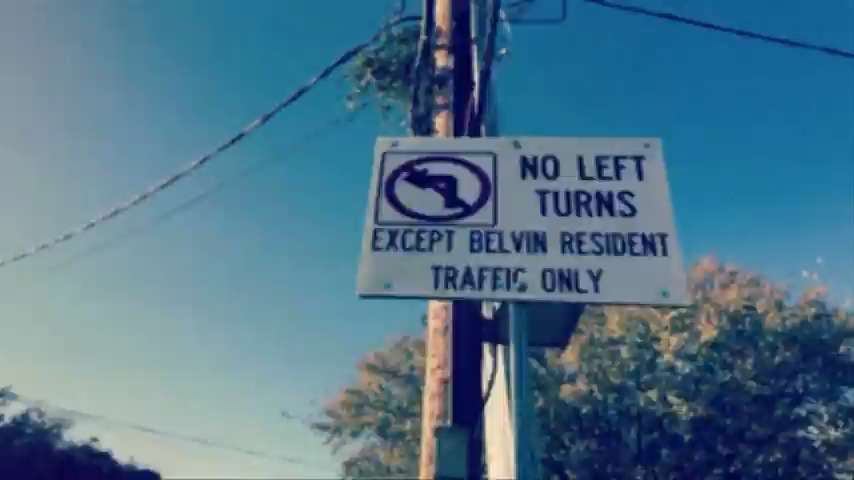 NO LEFT
TURNS
EXCEPT BELVIN RESIDENT
TRAFFIC ONLY